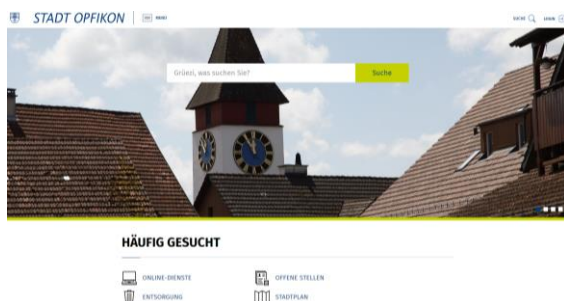 STADT OPFIKON
MENU
SUCHE
LOGIN
Grüezi, was suchen Sie?
Suche
HÄUFIG GESUCHT
ONLINE-DIENSTE
OFFENE STELLEN
ENTSORGUNG
STADTPLAN